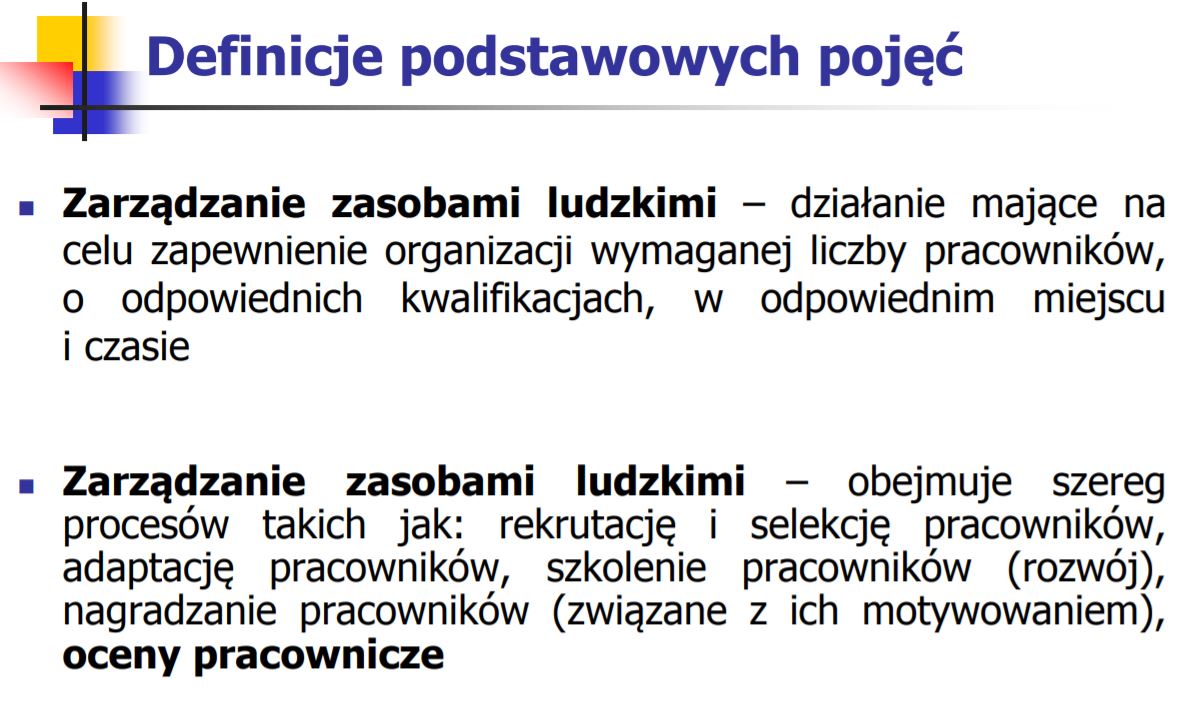 Definicje podstawowych pojęć
Zarządzanie zasobami ludzkimi – działanie mające na
celu zapewnienie organizacji wymaganej liczby pracowników,
o odpowiednich kwalifikacjach, w odpowiednim miejscu
i czasie
Zarządzanie zasobami ludzkimi – obejmuje szereg
procesów takich jak: rekrutację i selekcję pracowników,
adaptację pracowników, szkolenie pracowników (rozwój),
nagradzanie pracowników (związane z ich motywowaniem),
oceny pracownicze